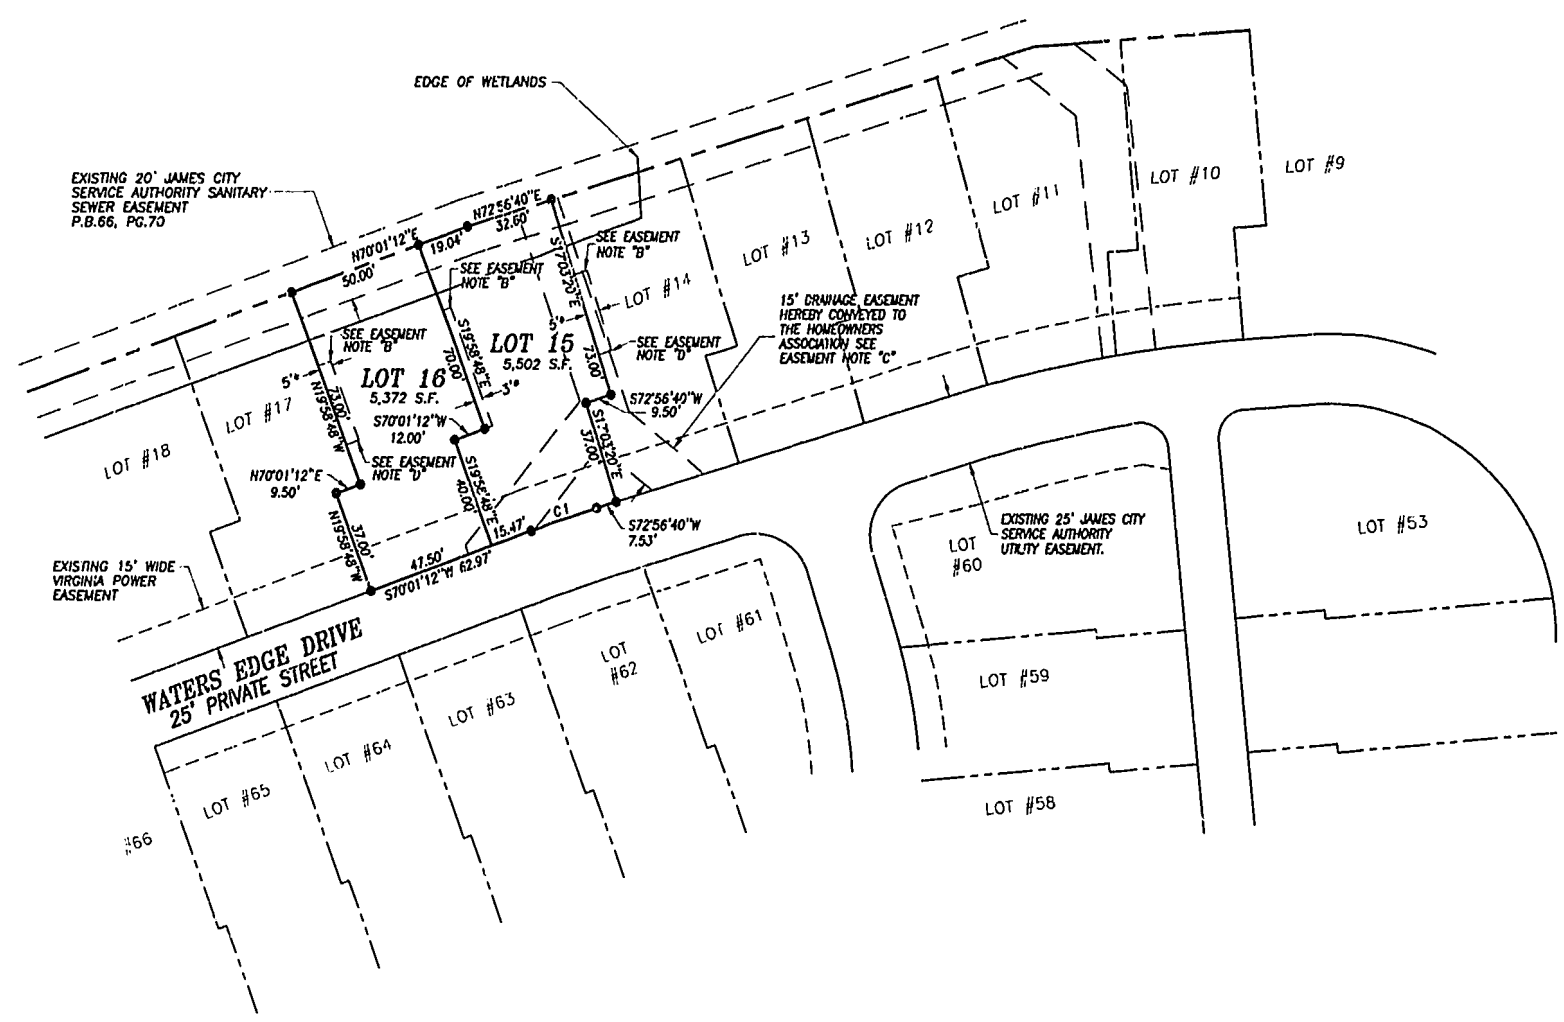 EDGE OF WETLANDS
EXISTING 20' JAMES CITY
SERVICE AUTHORITY SANITARY
SEWER EASEMENT
P.B.66, PG.70
N70°01'12"E
50.00'
19.04'
N72°56'40"E
32.60'
SEE EASEMENT
NOTE "B"
SEE EASEMENT
NOTE "B"
SEE EASEMENT
NOTE "B"
S17°03'20"E
73.00'
5'*
SEE EASEMENT
NOTE "D"
LOT 15
5,502 S.F.
S19°58'48"E
70.00'
3'*
LOT 16
5,372 S.F.
5'*
N19°58'48"W
73.00'
SEE EASEMENT
NOTE "D"
S70°01'12"W
12.00'
S72°56'40"W
9.50'
N70°01'12"E
9.50'
N19°58'48"W
37.00'
S19°58'48"E
40.00'
S17°03'20"E
37.00'
15.47'
C1
S72°56'40"W
7.53'
47.50'
S70°01'12"W 62.97'
15' DRAINAGE EASEMENT
HEREBY CONVEYED TO
THE HOMEOWNERS
ASSOCIATION SEE
EASEMENT NOTE "C"
EXISTING 25' JAMES CITY
SERVICE AUTHORITY
UTILITY EASEMENT.
EXISTING 15' WIDE
VIRGINIA POWER
EASEMENT
WATERS' EDGE DRIVE
25' PRIVATE STREET
LOT #9
LOT #10
LOT #11
LOT #12
LOT #13
LOT #14
LOT #17
LOT #18
LOT #53
LOT
#60
LOT #59
LOT #58
LOT #61
LOT
#62
LOT #63
LOT #64
LOT #65
#66